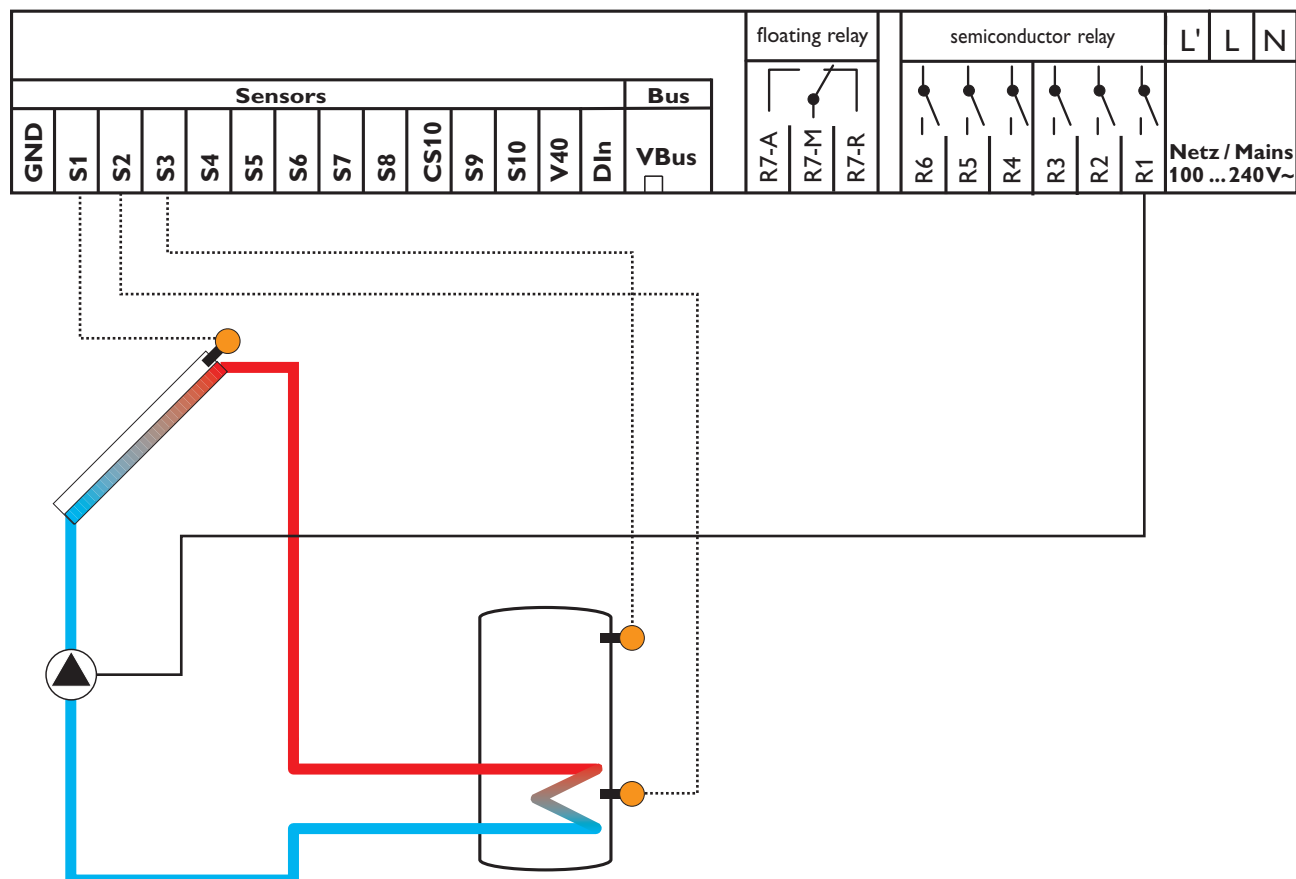 floating relay
semiconductor relay
L'
L
N
Sensors
Bus
GND
S1
S2
S3
S4
S5
S6
S7
S8
CS10
S9
S10
V40
DIn
VBus
R7-A
R7-M
R7-R
R6
R5
R4
R3
R2
R1
Netz / Mains
100 ... 240 V~